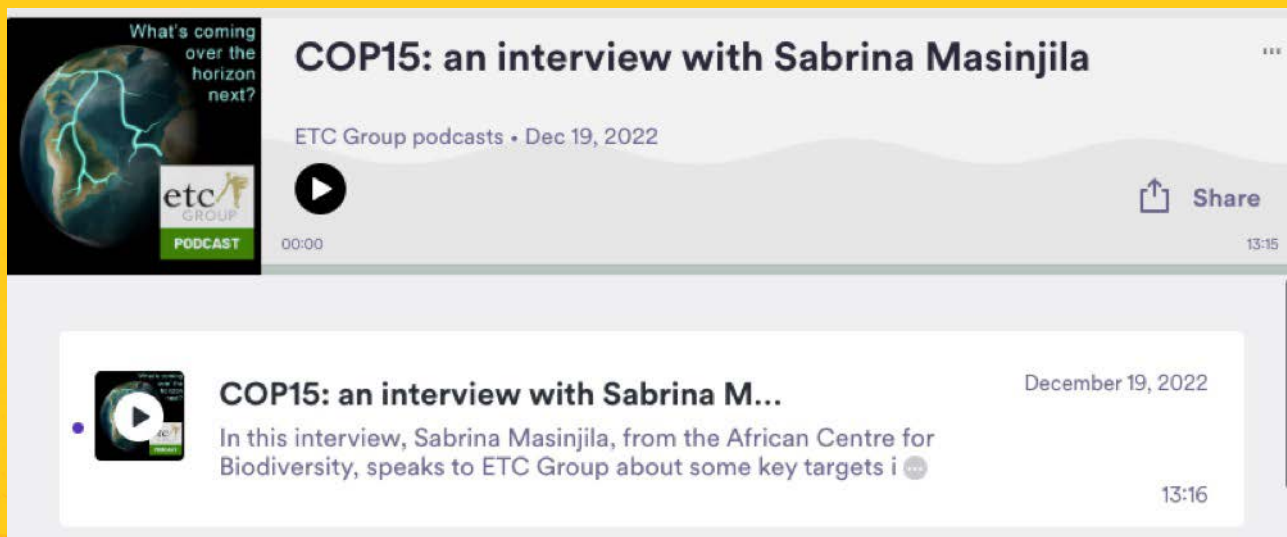 What's coming
over the
horizon
next?
etc
GROUP
PODCAST
COP15: an interview with Sabrina Masinjila
ETC Group podcasts • Dec 19, 2022
Share
00:00
13:15
COP15: an interview with Sabrina M...
December 19, 2022
In this interview, Sabrina Masinjila, from the African Centre for
Biodiversity, speaks to ETC Group about some key targets i
13:16